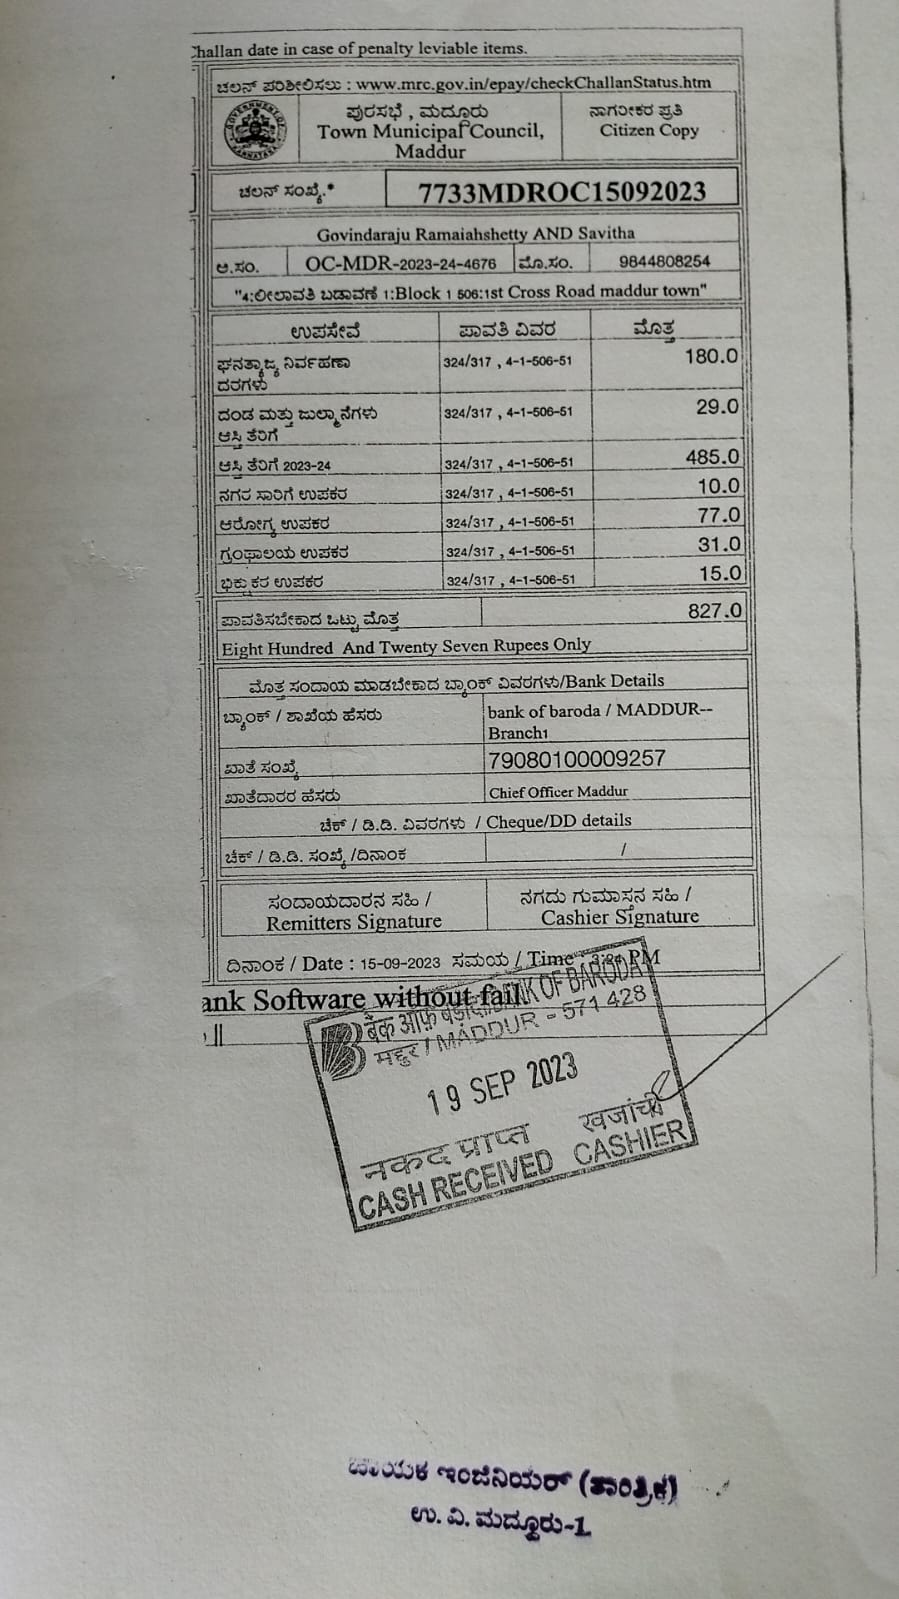 Challan date in case of penalty leviable items.
ಚಲನ್ ಪರಿಶೀಲಿಸಲು : www.mrc.gov.in/epay/checkChallanStatus.htm
GOVERNMENT OF KARNATAKA
ಪುರಸಭೆ , ಮದ್ದೂರು
Town Municipal Council,
Maddur
ನಾಗರೀಕರ ಪ್ರತಿ
Citizen Copy
ಚಲನ್ ಸಂಖ್ಯೆ.* 7733MDROC15092023
Govindaraju Ramaiahshetty AND Savitha
ಅ.ಸಂ. OC-MDR-2023-24-4676 ಮೊ.ಸಂ. 9844808254
"4:ಲೀಲಾವತಿ ಬಡಾವಣೆ 1:Block 1 506:1st Cross Road maddur town"
ಉಪಸೇವೆ ಪಾವತಿ ವಿವರ ಮೊತ್ತ
ಘನತ್ಯಾಜ್ಯ ನಿರ್ವಹಣಾ 324/317 , 4-1-506-51 180.0
ದರಗಳು
ದಂಡ ಮತ್ತು ಜುಲ್ಮಾನೆಗಳು 324/317 , 4-1-506-51 29.0
ಆಸ್ತಿ ತೆರಿಗೆ
ಆಸ್ತಿ ತೆರಿಗೆ 2023-24 324/317 , 4-1-506-51 485.0
ನಗರ ಸಾರಿಗೆ ಉಪಕರ 324/317 , 4-1-506-51 10.0
ಆರೋಗ್ಯ ಉಪಕರ 324/317 , 4-1-506-51 77.0
ಗ್ರಂಥಾಲಯ ಉಪಕರ 324/317 , 4-1-506-51 31.0
ಭಿಕ್ಷುಕರ ಉಪಕರ 324/317 , 4-1-506-51 15.0
ಪಾವತಿಸಬೇಕಾದ ಒಟ್ಟು ಮೊತ್ತ 827.0
Eight Hundred And Twenty Seven Rupees Only
ಮೊತ್ತ ಸಂದಾಯ ಮಾಡಬೇಕಾದ ಬ್ಯಾಂಕ್ ವಿವರಗಳು/Bank Details
ಬ್ಯಾಂಕ್ / ಶಾಖೆಯ ಹೆಸರು bank of baroda / MADDUR--
Branch1
ಖಾತೆ ಸಂಖ್ಯೆ 79080100009257
ಖಾತೆದಾರರ ಹೆಸರು Chief Officer Maddur
ಚೆಕ್ / ಡಿ.ಡಿ. ವಿವರಗಳು / Cheque/DD details
ಚೆಕ್ / ಡಿ.ಡಿ. ಸಂಖ್ಯೆ /ದಿನಾಂಕ /
ಸಂದಾಯದಾರನ ಸಹಿ / ನಗದು ಗುಮಾಸ್ತನ ಸಹಿ /
Remitters Signature Cashier Signature
ದಿನಾಂಕ / Date : 15-09-2023 ಸಮಯ / Time : PM
ank Software without fail.
बैंक ऑफ़ बड़ौदा BANK OF BARODA
मद्दुर / MADDUR - 571 428
19 SEP 2023
नकद प्राप्त खजांची
CASH RECEIVED CASHIER
ಇಂಜಿನಿಯರ್ (ತಾಂತ್ರಿಕ)
ಉ. ವಿ. ಮದ್ದೂರು-1